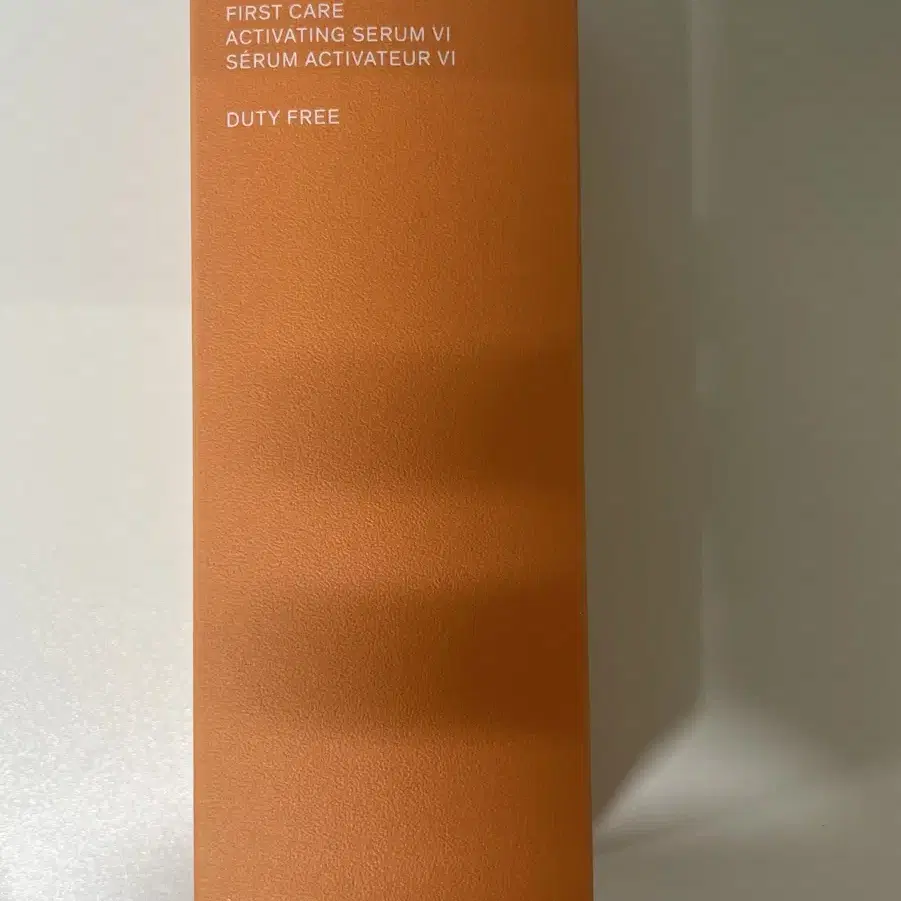 FIRST CARE
ACTIVATING SERUM VI
SÉRUM ACTIVATEUR VI
DUTY FREE